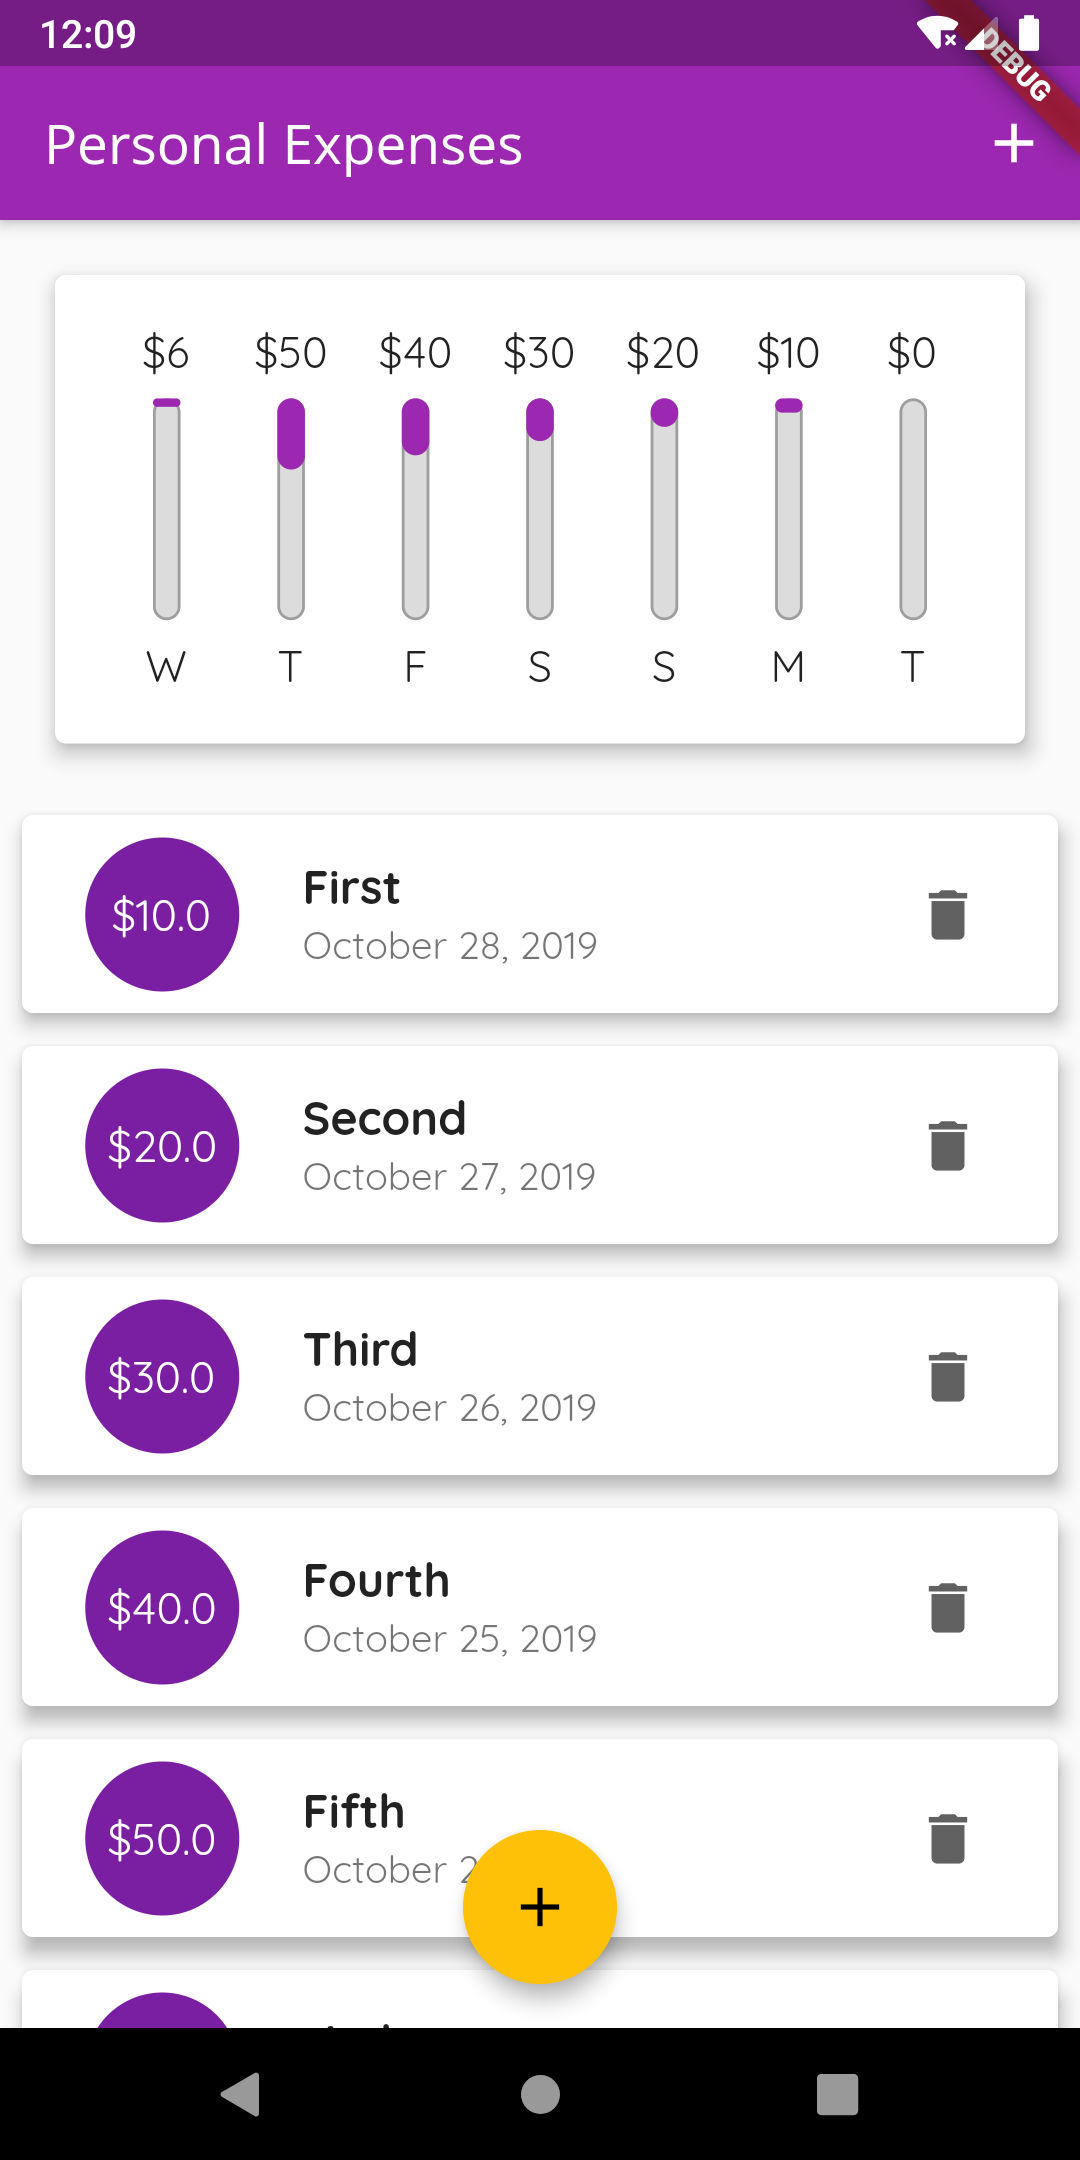 12:09
DEBUG
Personal Expenses
$6 $50 $40 $30 $20 $10 $0
W T F S S M T
$10.0
First
October 28, 2019
$20.0
Second
October 27, 2019
$30.0
Third
October 26, 2019
$40.0
Fourth
October 25, 2019
$50.0
Fifth
October